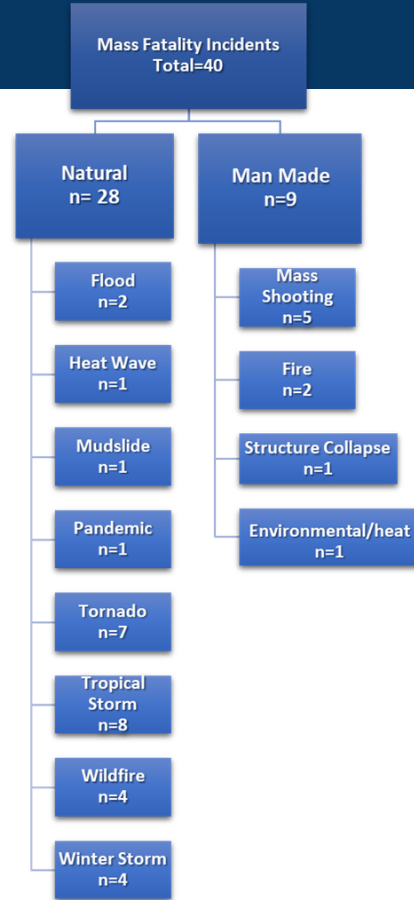 Mass Fatality Incidents
Total=40
Natural
n= 28
Man Made
n=9
Flood
n=2
Heat Wave
n=1
Mudslide
n=1
Pandemic
n=1
Tornado
n=7
Tropical
Storm
n=8
Wildfire
n=4
Winter Storm
n=4
Mass
Shooting
n=5
Fire
n=2
Structure Collapse
n=1
Environmental/heat
n=1